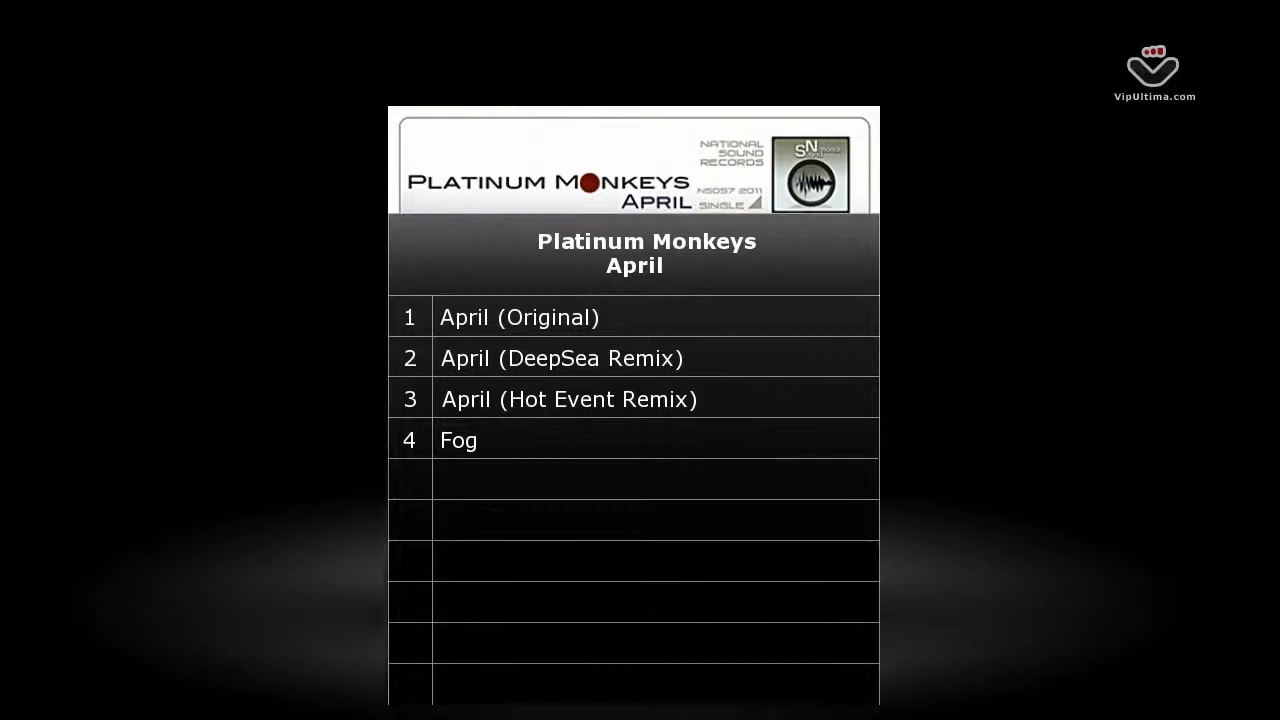 VipUltima.com
NATIONAL
SOUND
RECORDS
SN
PLATINUM MONKEYS
APRIL
NS057 2011
SINGLE
Platinum Monkeys
April
1 April (Original)
2 April (DeepSea Remix)
3 April (Hot Event Remix)
4 Fog